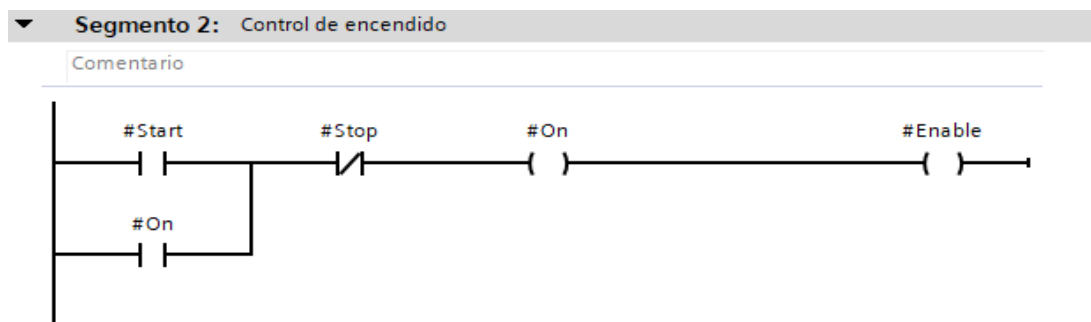 Segmento 2: Control de encendido
Comentario
#Start #Stop #On #Enable
#On